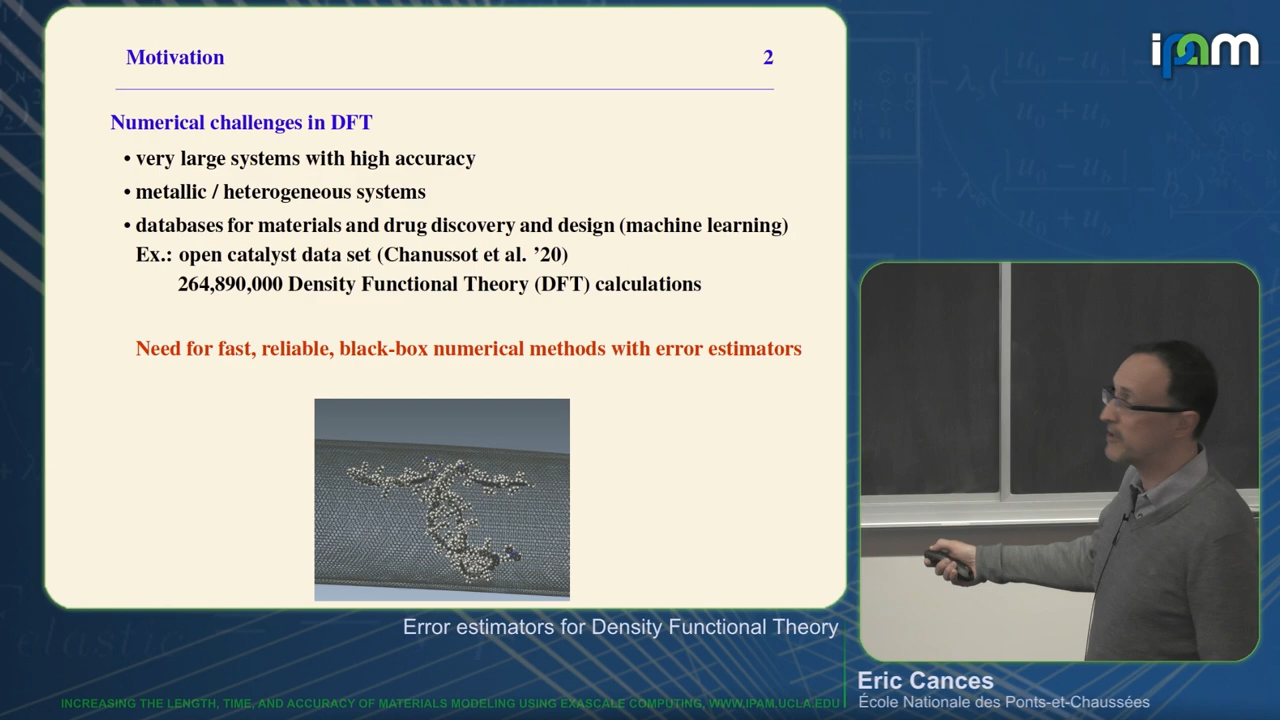 Motivation 2
Numerical challenges in DFT
• very large systems with high accuracy
• metallic / heterogeneous systems
• databases for materials and drug discovery and design (machine learning)
Ex.: open catalyst data set (Chanussot et al. ’20)
264,890,000 Density Functional Theory (DFT) calculations
Need for fast, reliable, black-box numerical methods with error estimators
ipam
Error estimators for Density Functional Theory
Eric Cances
École Nationale des Ponts-et-Chaussées
INCREASING THE LENGTH, TIME, AND ACCURACY OF MATERIALS MODELING USING EXASCALE COMPUTING, WWW.IPAM.UCLA.EDU
elastic